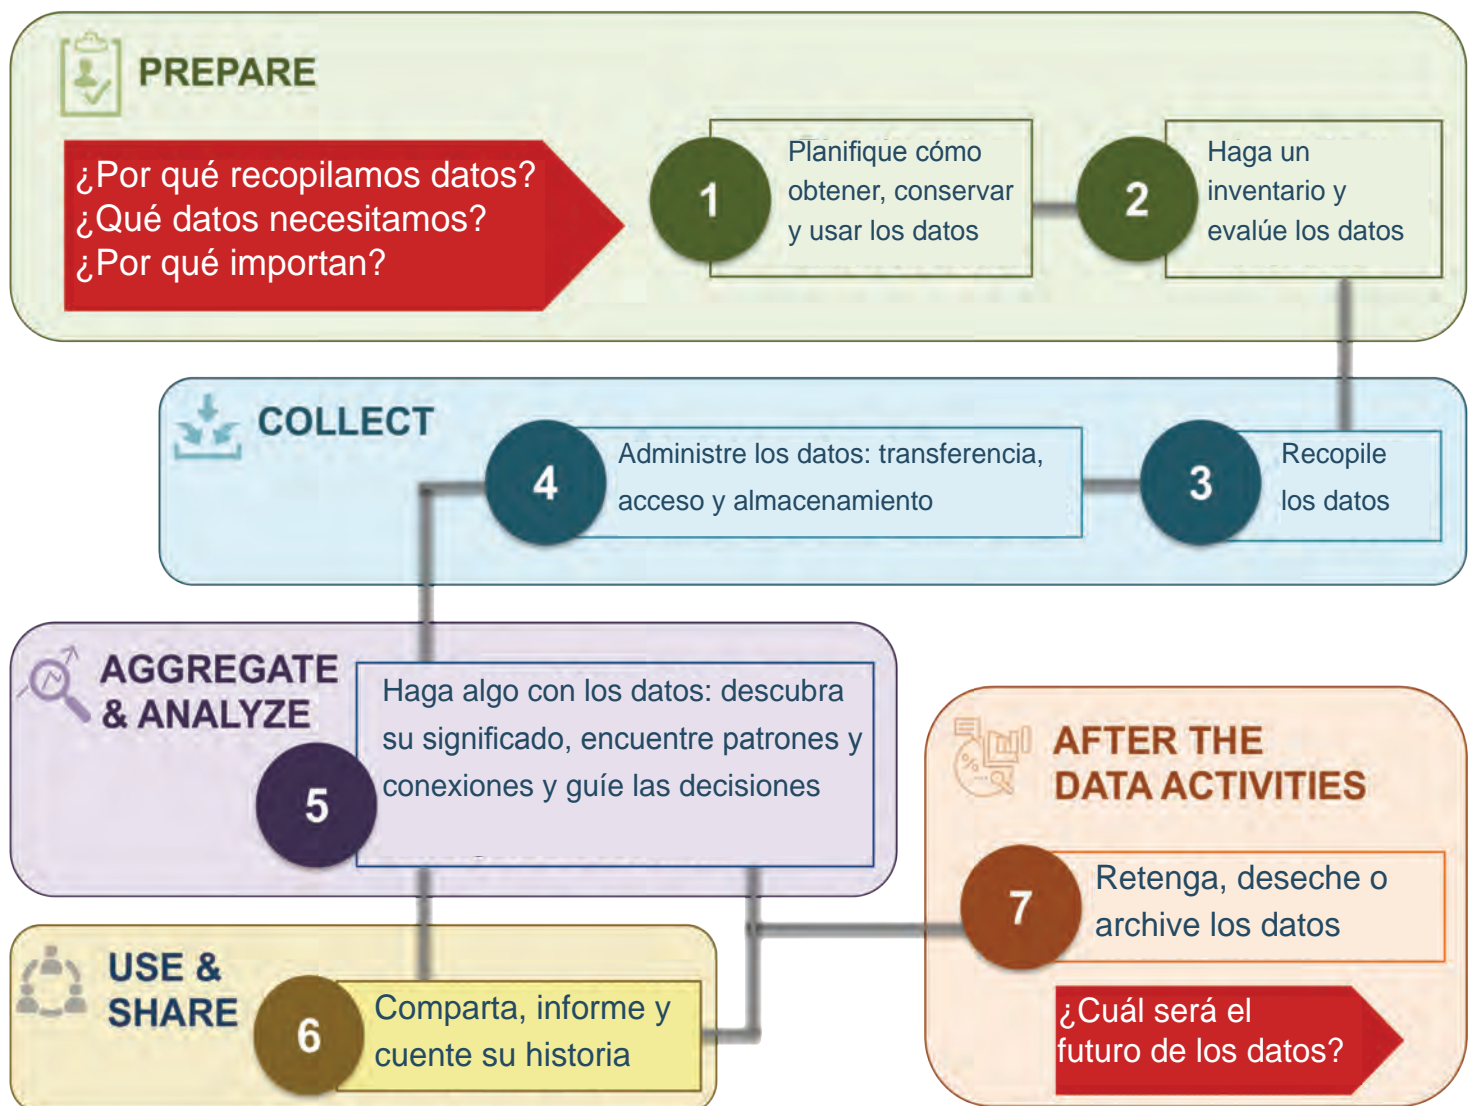 PREPARE
¿Por qué recopilamos datos?
¿Qué datos necesitamos?
¿Por qué importan?
1
Planifique cómo
obtener, conservar
y usar los datos
2
Haga un
inventario y
evalúe los datos
COLLECT
3
Recopile
los datos
4
Administre los datos: transferencia,
acceso y almacenamiento
AGGREGATE
& ANALYZE
5
Haga algo con los datos: descubra
su significado, encuentre patrones y
conexiones y guíe las decisiones
USE &
SHARE
6
Comparta, informe y
cuente su historia
AFTER THE
DATA ACTIVITIES
7
Retenga, deseche o
archive los datos
¿Cuál será el
futuro de los datos?